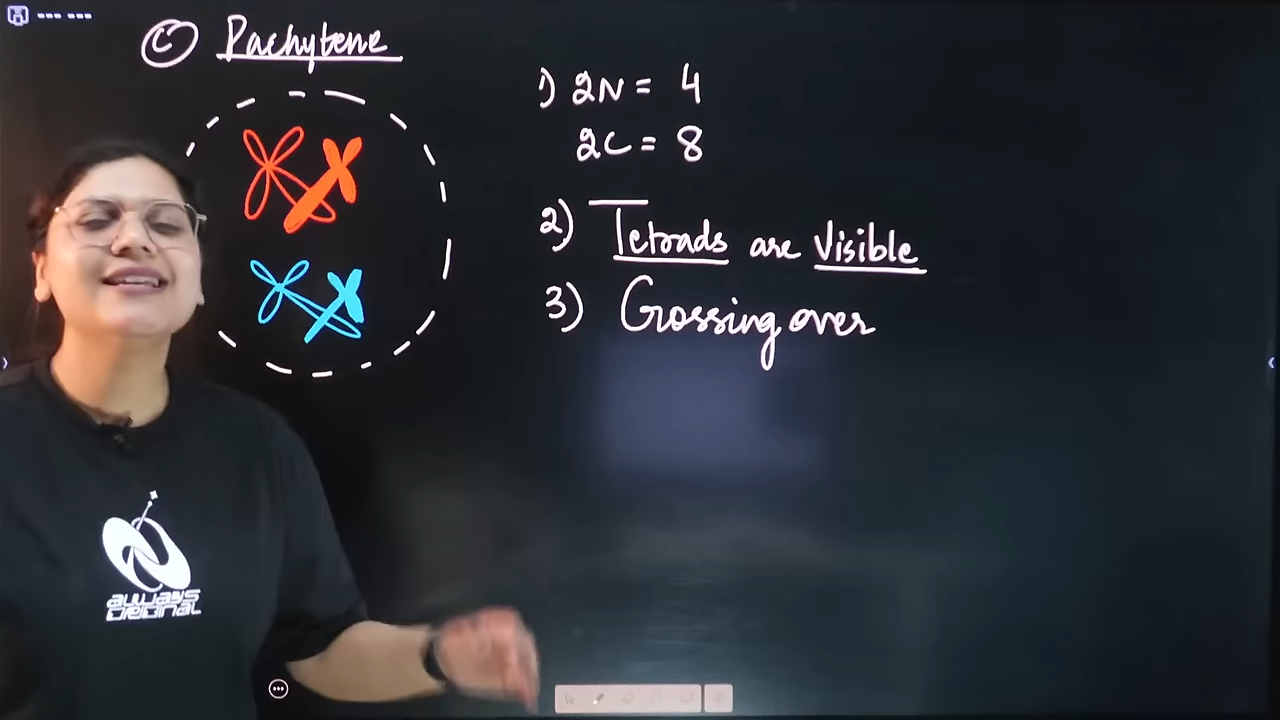 C Pachytene
1) 2N = 4
2C = 8
2) Tetrads are Visible
3) Crossing over
ALWAYS
ORIGINAL